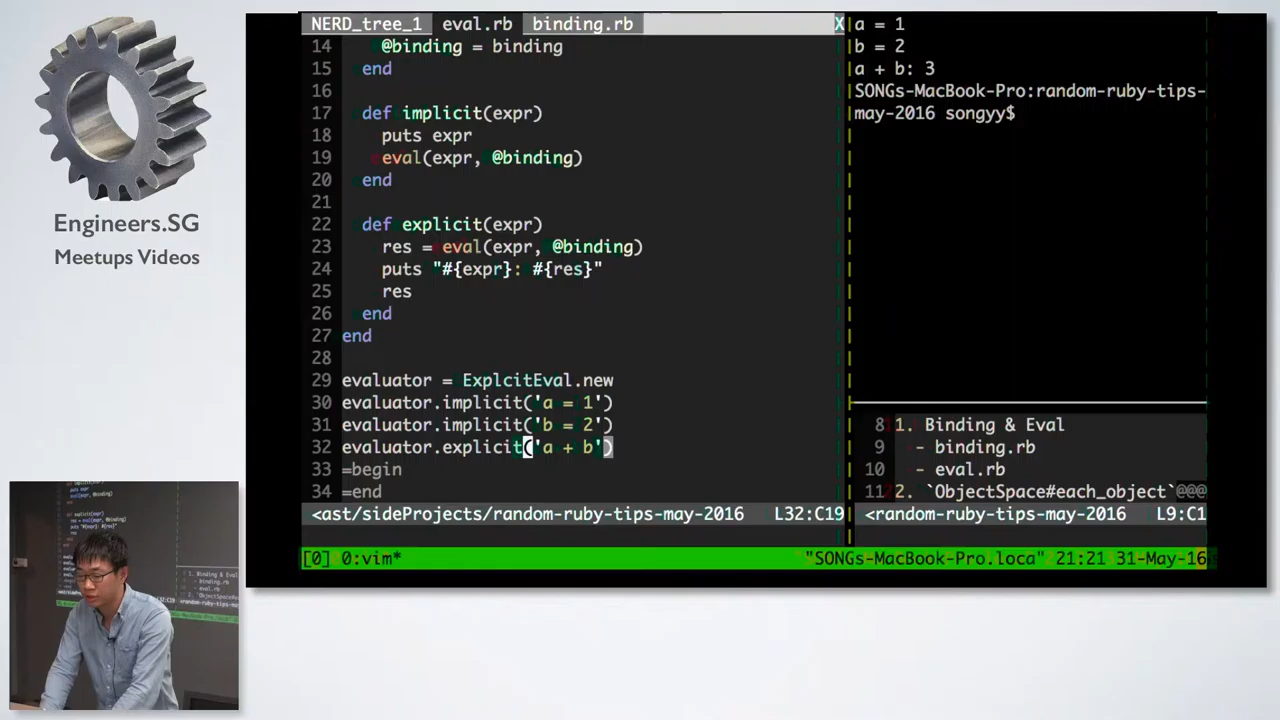 Engineers.SG
Meetups Videos
NERD_tree_1 eval.rb binding.rb X
14 @binding = binding
15 end
16
17 def implicit(expr)
18 puts expr
19 eval(expr, @binding)
20 end
21
22 def explicit(expr)
23 res = eval(expr, @binding)
24 puts "#{expr}: #{res}"
25 res
26 end
27 end
28
29 evaluator = ExplcitEval.new
30 evaluator.implicit('a = 1')
31 evaluator.implicit('b = 2')
32 evaluator.explicit('a + b')
33 =begin
34 =end
<ast/sideProjects/random-ruby-tips-may-2016 L32:C19
a = 1
b = 2
a + b: 3
SONGs-MacBook-Pro:random-ruby-tips-
may-2016 songyy$
8 1. Binding & Eval
9 - binding.rb
10 - eval.rb
11 2. `ObjectSpace#each_object`@@@
<random-ruby-tips-may-2016 L9:C1
[0] 0:vim* "SONGs-MacBook-Pro.loca" 21:21 31-May-16